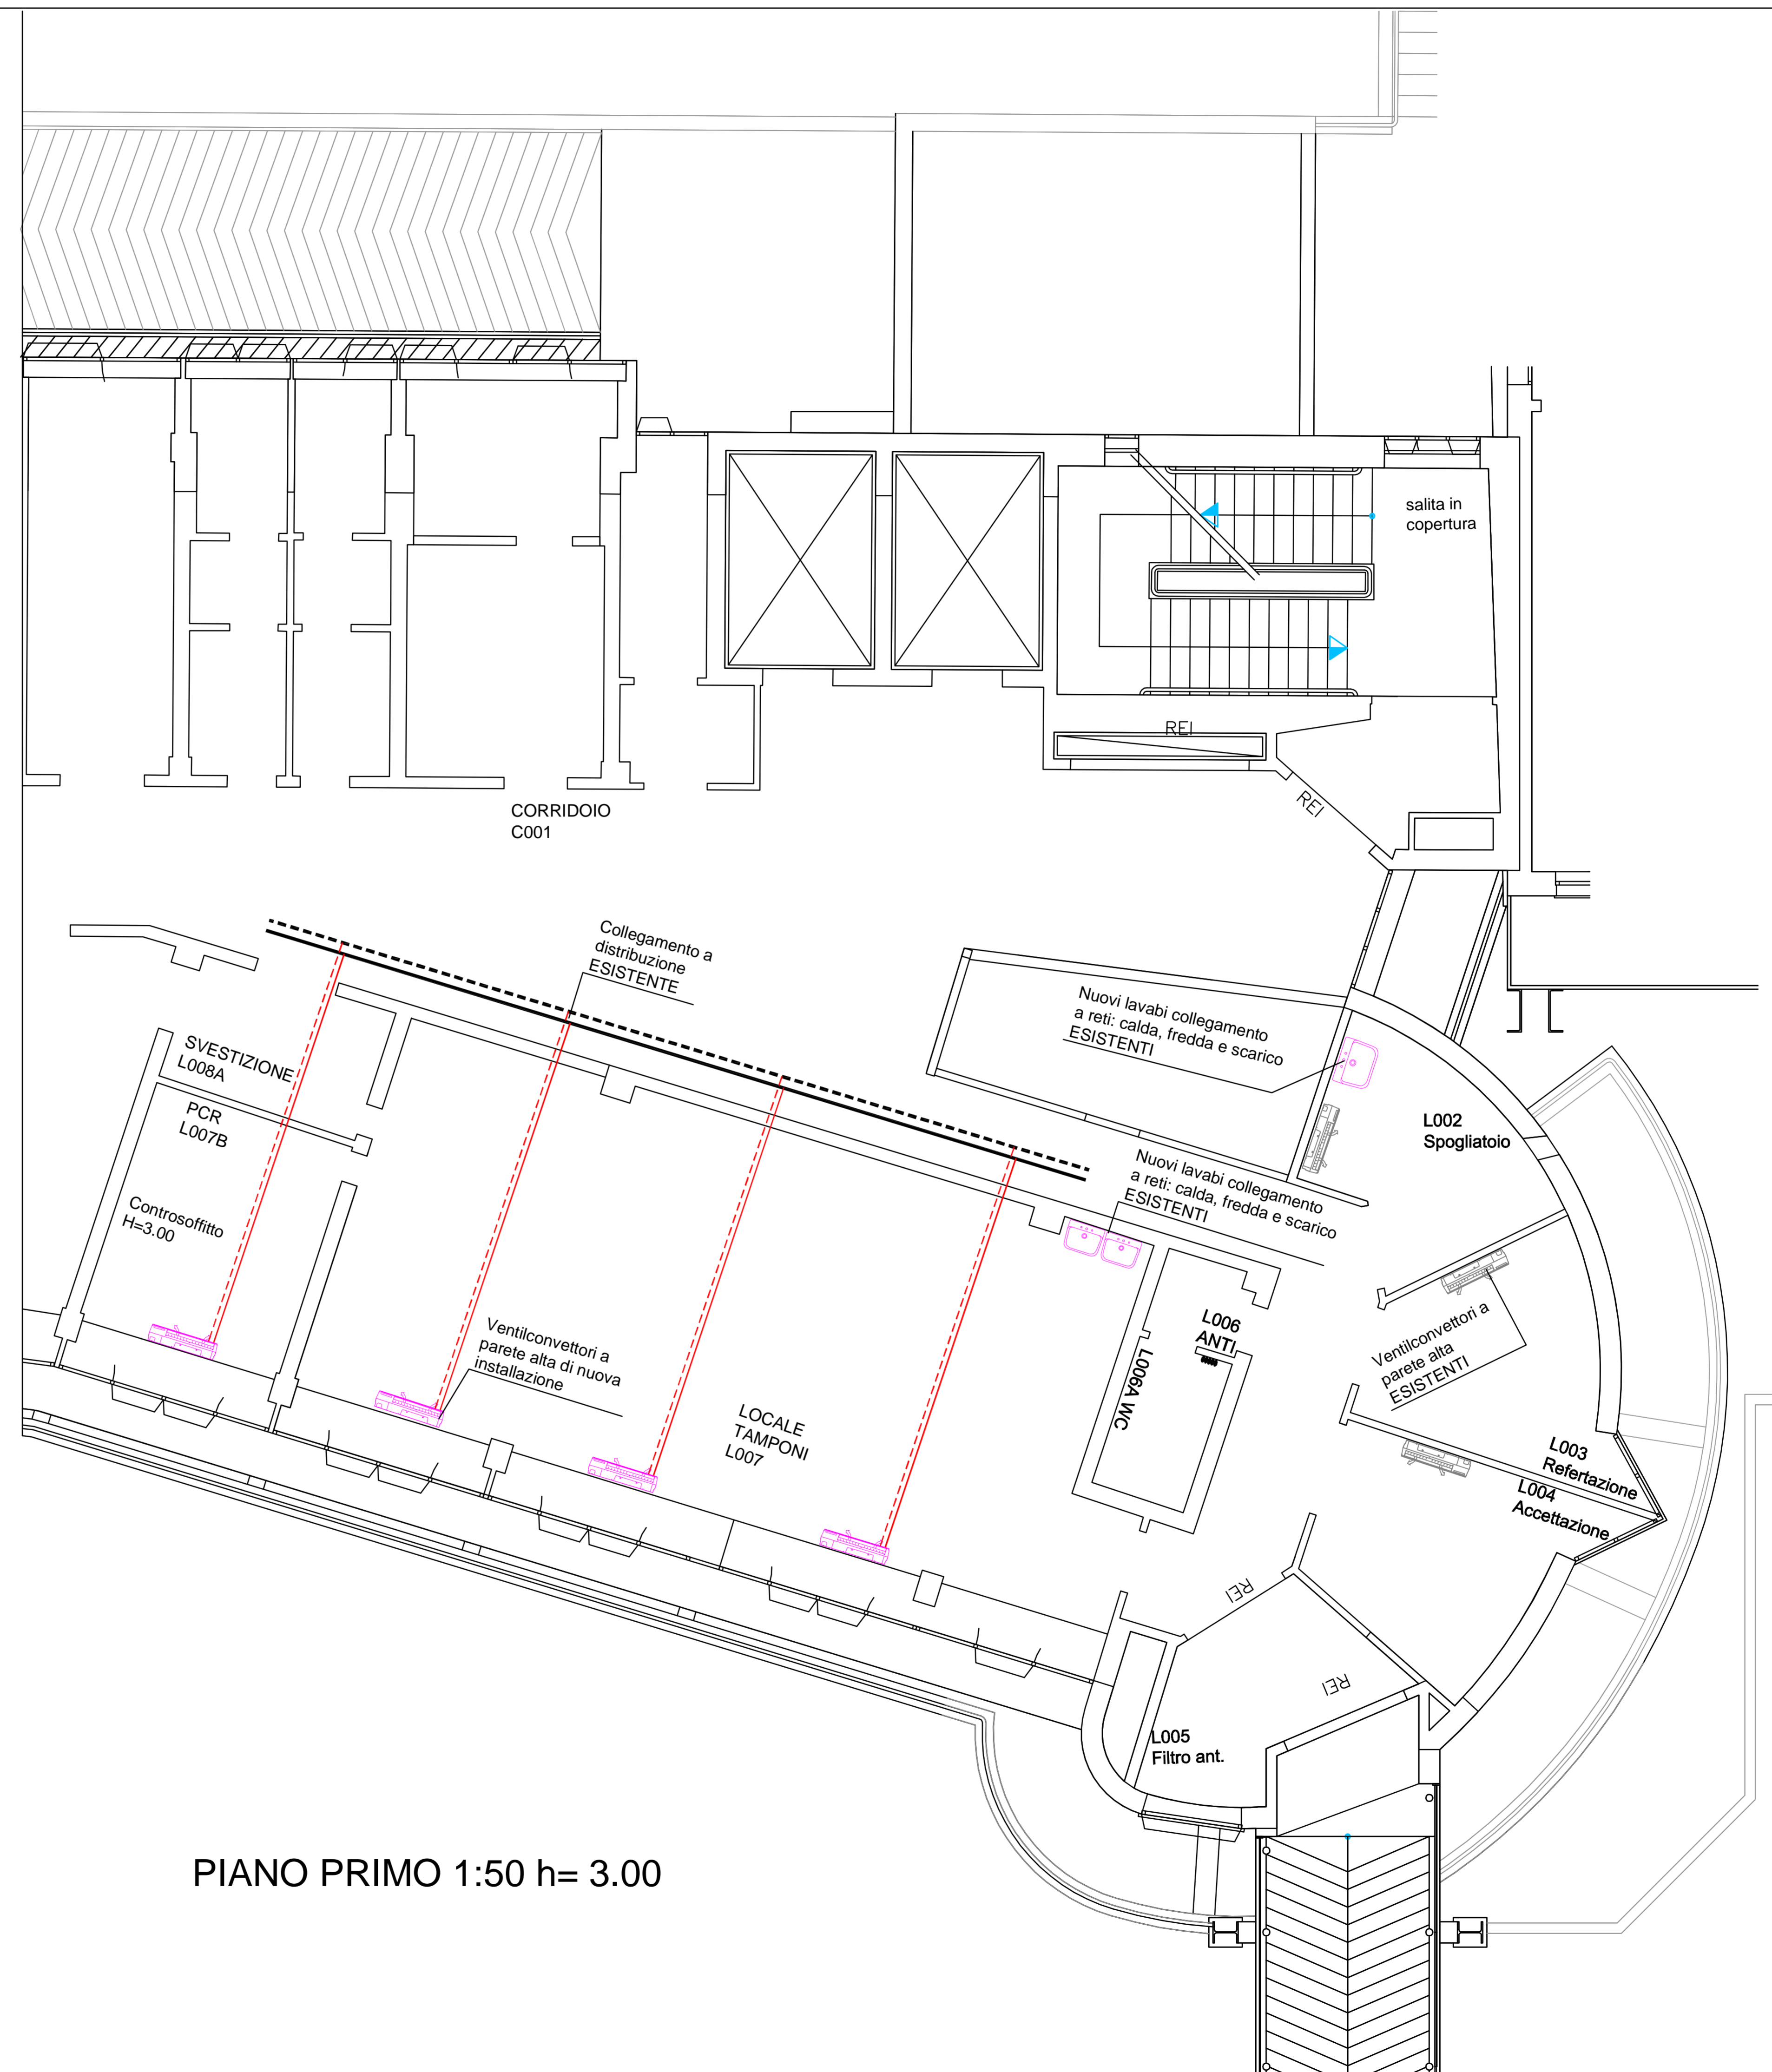 salita in
copertura
REI
REI
CORRIDOIO
C001
Collegamento a
distribuzione
ESISTENTE
Nuovi lavabi collegamento
a reti: calda, fredda e scarico
ESISTENTI
SVESTIZIONE
L008A
PCR
L007B
L002
Spogliatoio
Nuovi lavabi collegamento
a reti: calda, fredda e scarico
ESISTENTI
Controsoffitto
H=3.00
L006
ANTI
L006A WC
Ventilconvettori a
parete alta
ESISTENTI
Ventilconvettori a
parete alta di nuova
installazione
LOCALE
TAMPONI
L007
L003
Refertazione
L004
Accettazione
REI
REI
L005
Filtro ant.
PIANO PRIMO 1:50 h= 3.00